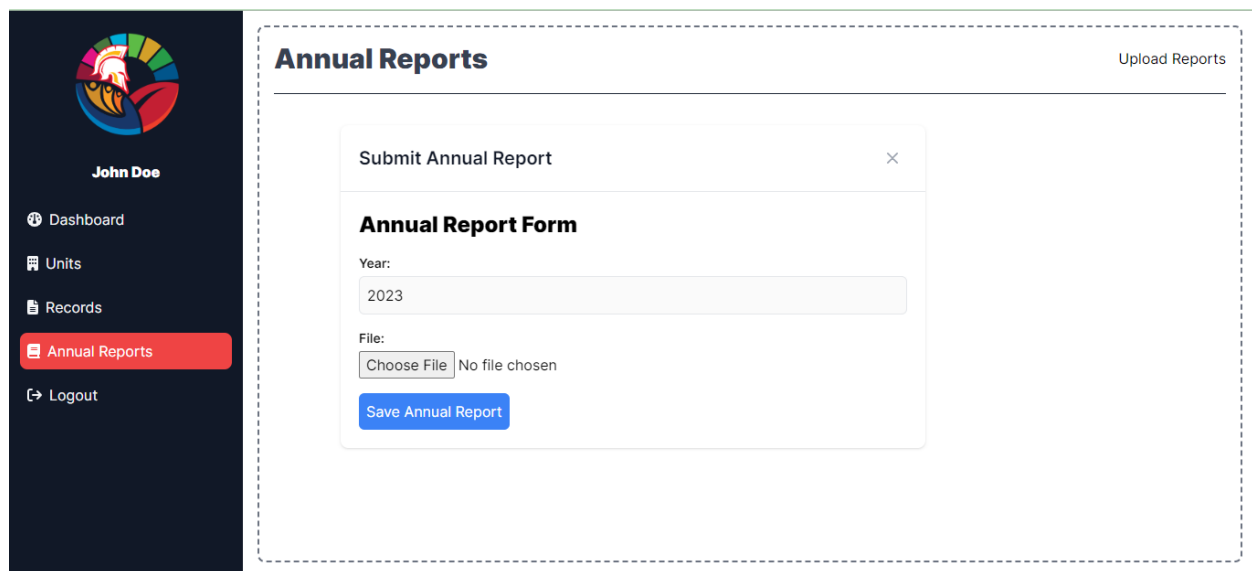 John Doe
Dashboard
Units
Records
Annual Reports
Logout
Annual Reports
Upload Reports
Submit Annual Report
Annual Report Form
Year:
2023
File:
Choose File No file chosen
Save Annual Report